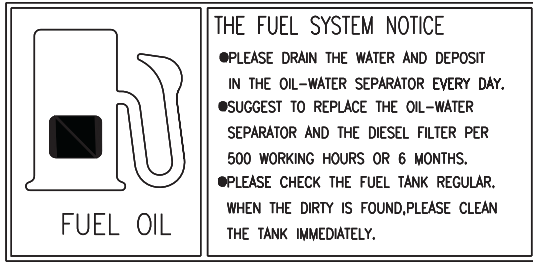 THE FUEL SYSTEM NOTICE
●PLEASE DRAIN THE WATER AND DEPOSIT
IN THE OIL-WATER SEPARATOR EVERY DAY.
●SUGGEST TO REPLACE THE OIL-WATER
SEPARATOR AND THE DIESEL FILTER PER
500 WORKING HOURS OR 6 MONTHS.
●PLEASE CHECK THE FUEL TANK REGULAR.
WHEN THE DIRTY IS FOUND,PLEASE CLEAN
THE TANK IMMEDIATELY.
FUEL OIL